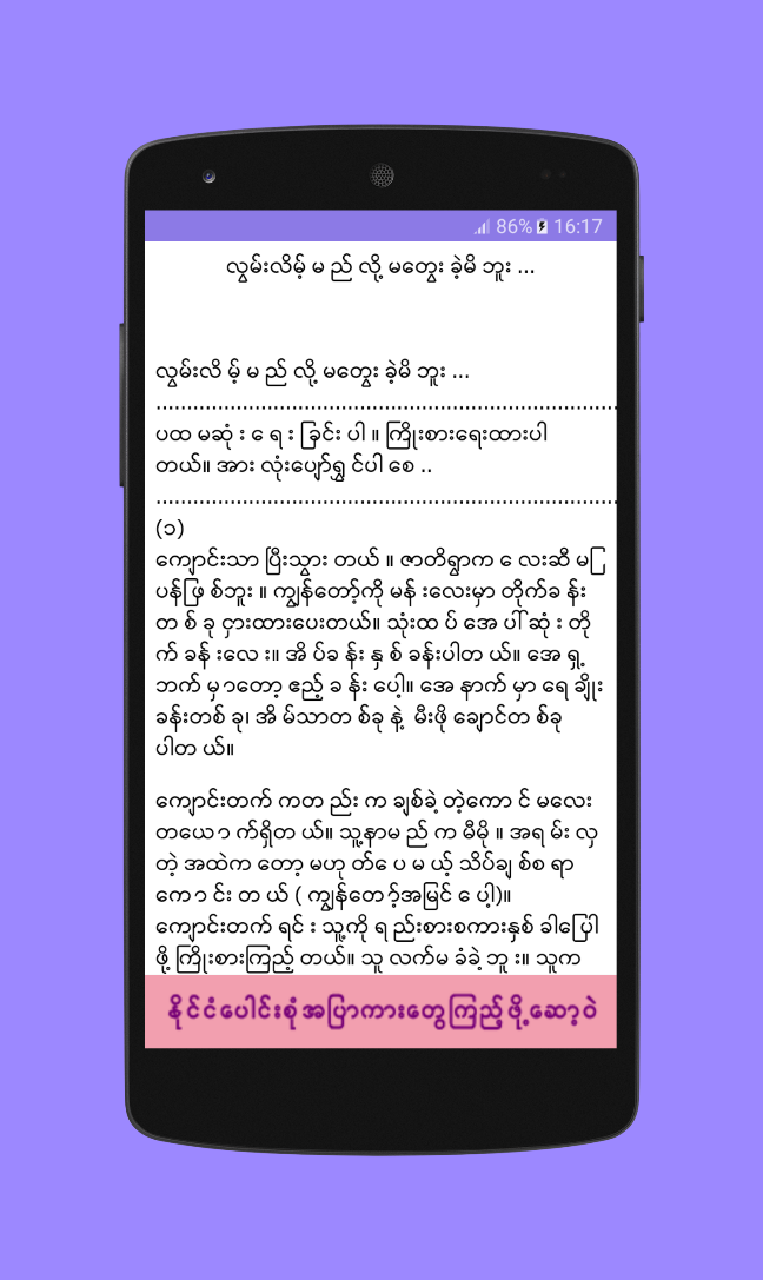 86% 16:17
လွမ်းလိမ့် မ ည် လို့ မတွေး ခဲ့မိ ဘူး ...
လွမ်းလိ မ့် မ ည် လို့ မတွေး ခဲ့မိ ဘူး ...
................................................................................
ပထ မဆုံ း ရေ း ခြင်း ပါ ။ ကြိုးစားရေးထားပါ
တယ်။ အား လုံးပျော်ရွှ င်ပါ စေ ..
................................................................................
(၁)
ကျောင်းသာ ပြီးသွား တယ် ။ ဇာတိရွာက လေးဆီ မြ
ပန်ဖြ စ်ဘူး ။ ကျွန်တော့်ကို မန် းလေးမှာ တိုက်ခ န်း
တ စ် ခု ငှားထားပေးတယ်။ သုံးထ ပ် အေ ပါ်ဆုံ း တို
က် ခန် းလေ း။ အိ ပ်ခ န်း နှ စ် ခန်းပါတ ယ်။ အေ ရှ့
ဘက် မှ ာတော့ ဧည့် ခ န်း ပေ့ါ။ အေ နာက် မှာ ရေ ချိုး
ခန်းတစ် ခု၊ အိ မ်သာတ စ်ခု နဲ့ မီးဖို ချောင်တ စ်ခု
ပါတ ယ်။
ကျောင်းတက် ကတ ည်း က ချစ်ခဲ့ တဲ့ကော င် မလေး
တယေ ာ က်ရှိတ ယ်။ သူ့နာမ ည် က မီမို ။ အရ မ်း လှ
တဲ့ အထဲက တော့ မဟု တ်ပေ မ ယ့် သိပ်ချ စ်စ ရာ
ကေ ာ င်း တ ယ် ( ကျွန်တေ ာ့်အမြင် ပေ့ါ)။
ကျောင်းတက် ရင် း သူ့ကို ရ ည်းစားစကားနှစ် ခါပြေါ
ဖို့ ကြိုးစားကြည့် တယ်။ သူ လက်မ ခံခဲ့ ဘူ း။ သူက
နိုင်ငံပေါင်းစုံအပြာကားတွေကြည့်ဖို့ဆော့ဝဲ